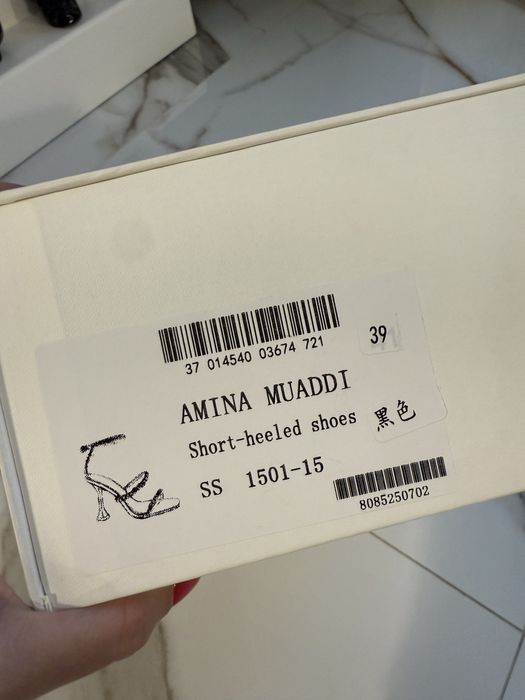 37 014540 03674 721
39
AMINA MUADDI
Short-heeled shoes
黑色
SS 1501-15
8085250702